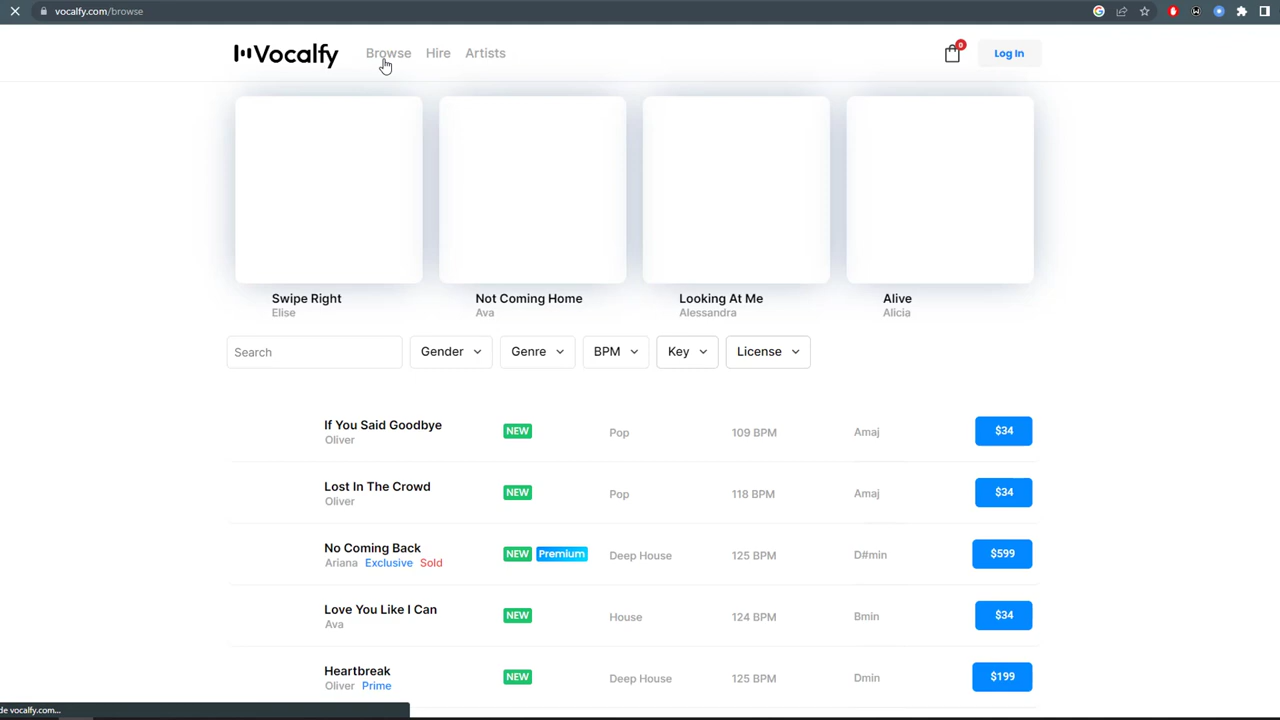 vocalfy.com/browse
Vocalfy Browse Hire Artists 0 Log In
Swipe Right Not Coming Home Looking At Me Alive
Elise Ava Alessandra Alicia
Search Gender Genre BPM Key License
If You Said Goodbye NEW Pop 109 BPM Amaj $34
Oliver
Lost In The Crowd NEW Pop 118 BPM Amaj $34
Oliver
No Coming Back NEW Premium Deep House 125 BPM D#min $599
Ariana Exclusive Sold
Love You Like I Can NEW House 124 BPM Bmin $34
Ava
Heartbreak NEW Deep House 125 BPM Dmin $199
Oliver Prime
de vocalfy.com...